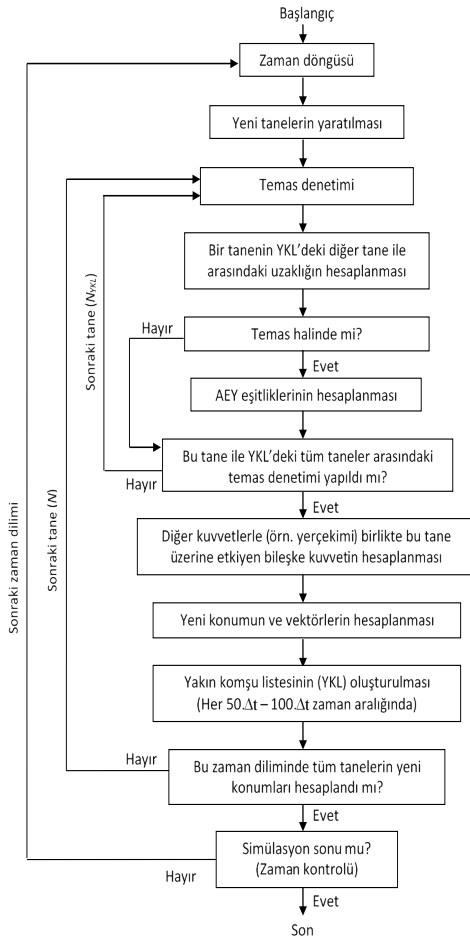 Başlangıç
Zaman döngüsü
Yeni tanelerin yaratılması
Temas denetimi
Bir tanenin YKL’deki diğer tane ile
arasındaki uzaklığın hesaplanması
Hayır
Temas halinde mi?
Evet
AEY eşitliklerinin hesaplanması
Bu tane ile YKL’deki tüm taneler arasındaki
temas denetimi yapıldı mı?
Hayır
Evet
Sonraki tane (NYKL)
Diğer kuvvetlerle (örn. yerçekimi) birlikte bu tane
üzerine etkiyen bileşke kuvvetin hesaplanması
Yeni konumun ve vektörlerin hesaplanması
Yakın komşu listesinin (YKL) oluşturulması
(Her 50.Δt – 100.Δt zaman aralığında)
Hayır
Bu zaman diliminde tüm tanelerin yeni
konumları hesaplandı mı?
Evet
Sonraki tane (N)
Simülasyon sonu mu?
(Zaman kontrolü)
Hayır
Evet
Sonraki zaman dilimi
Son